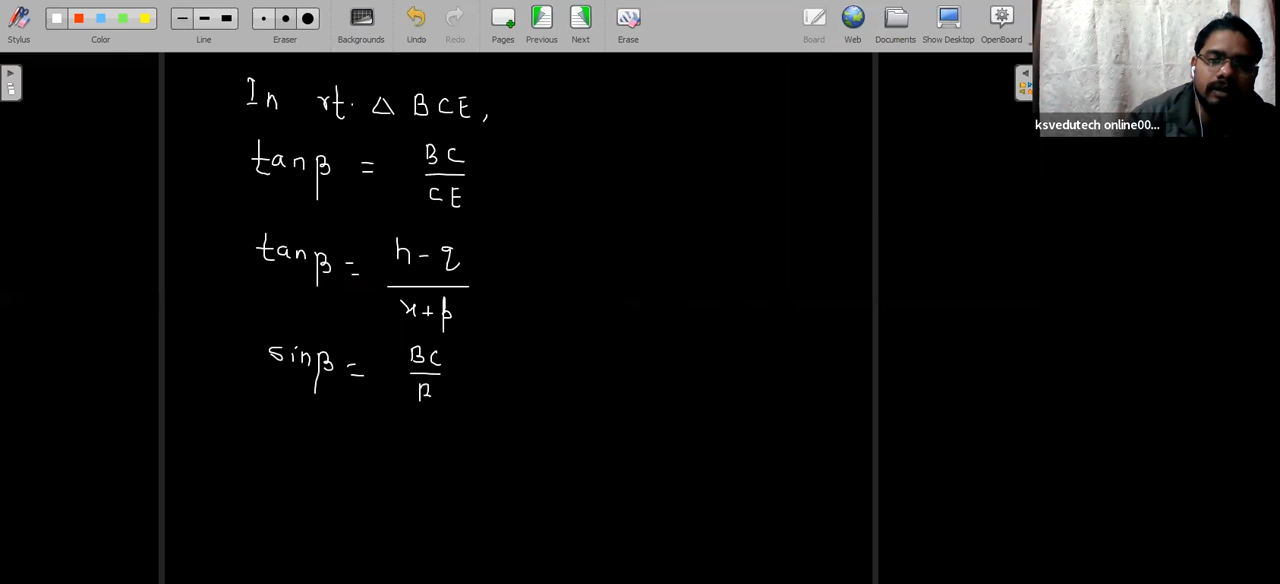 Stylus Color Line Eraser Backgrounds Undo Redo Pages Previous Next Erase Board Web Documents Show Desktop OpenBoard
ksvedutech online00...
In rt. △ BCE,
tanβ = BC/CE
tanβ = h-q/x+p
sinβ = BC/B